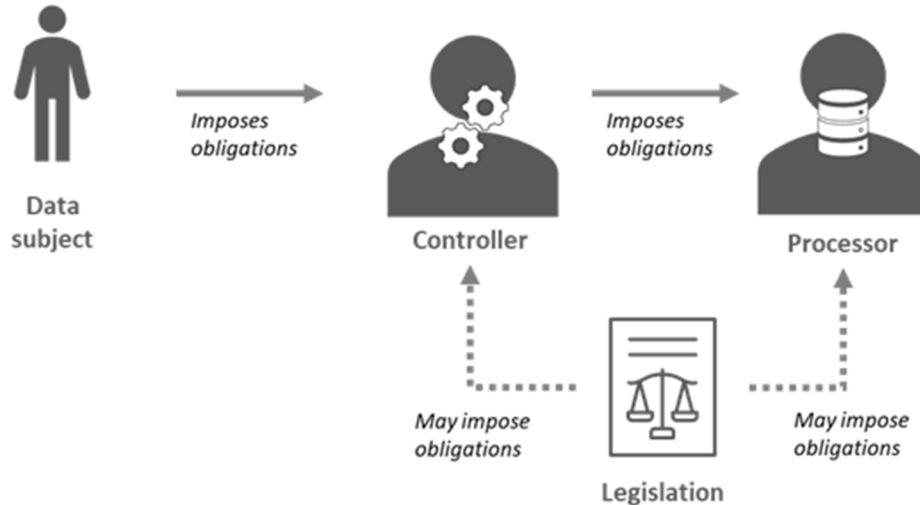 Imposes
obligations
Imposes
obligations
Data
subject
Controller
Processor
May impose
obligations
May impose
obligations
Legislation